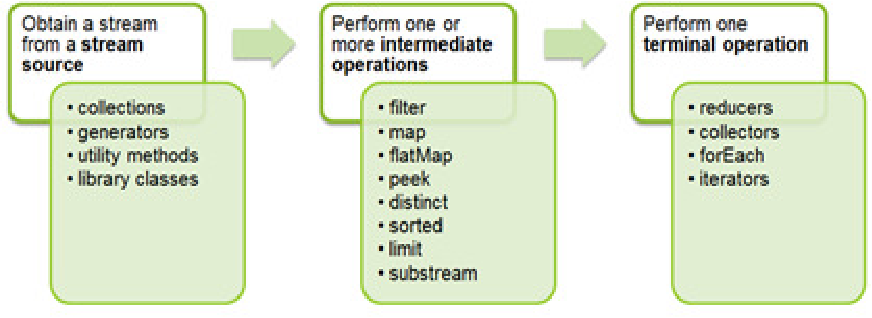 Obtain a stream
from a stream
source
• collections
• generators
• utility methods
• library classes
Perform one or
more intermediate
operations
• filter
• map
• flatMap
• peek
• distinct
• sorted
• limit
• substream
Perform one
terminal operation
• reducers
• collectors
• forEach
• iterators